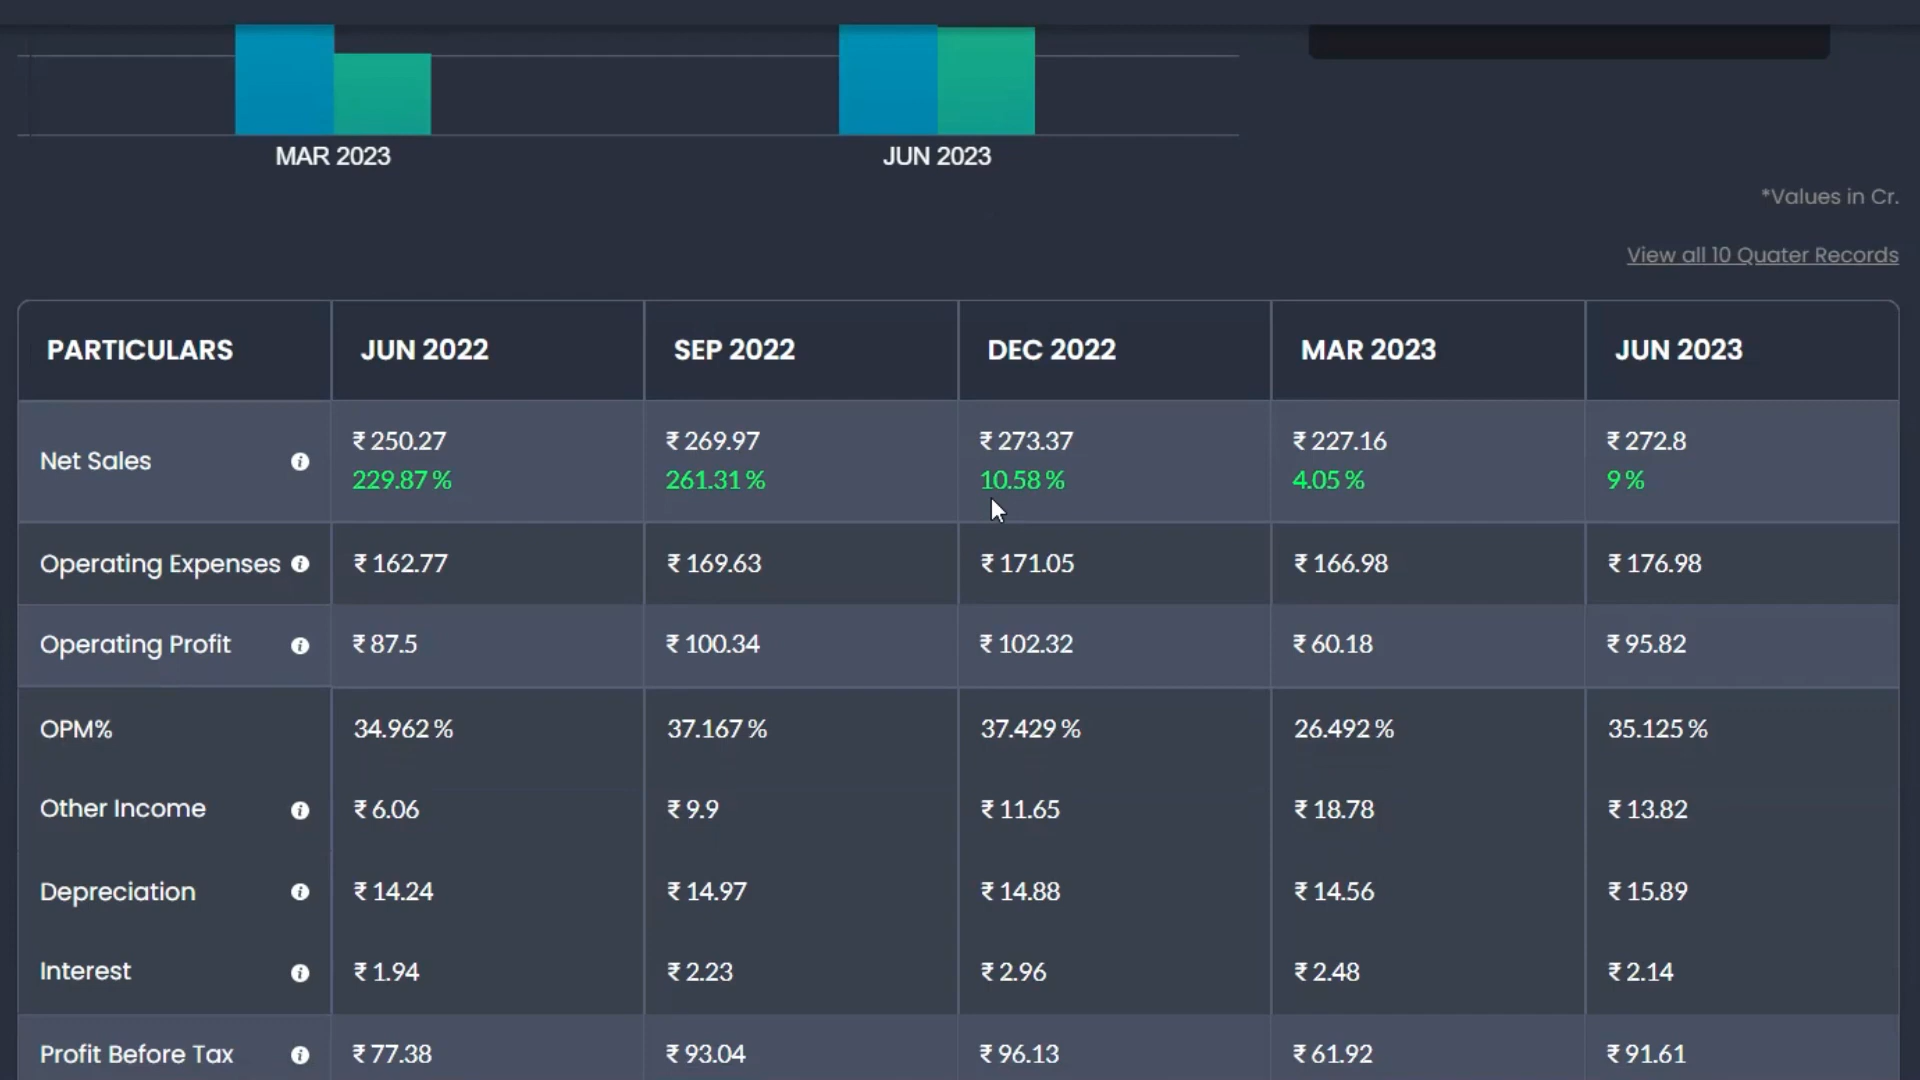 MAR 2023 JUN 2023
*Values in Cr.
View all 10 Quater Records
PARTICULARS JUN 2022 SEP 2022 DEC 2022 MAR 2023 JUN 2023
Net Sales ₹ 250.27 ₹ 269.97 ₹ 273.37 ₹ 227.16 ₹ 272.8
229.87 % 261.31 % 10.58 % 4.05 % 9 %
Operating Expenses ₹ 162.77 ₹ 169.63 ₹ 171.05 ₹ 166.98 ₹ 176.98
Operating Profit ₹ 87.5 ₹ 100.34 ₹ 102.32 ₹ 60.18 ₹ 95.82
OPM% 34.962 % 37.167 % 37.429 % 26.492 % 35.125 %
Other Income ₹ 6.06 ₹ 9.9 ₹ 11.65 ₹ 18.78 ₹ 13.82
Depreciation ₹ 14.24 ₹ 14.97 ₹ 14.88 ₹ 14.56 ₹ 15.89
Interest ₹ 1.94 ₹ 2.23 ₹ 2.96 ₹ 2.48 ₹ 2.14
Profit Before Tax ₹ 77.38 ₹ 93.04 ₹ 96.13 ₹ 61.92 ₹ 91.61